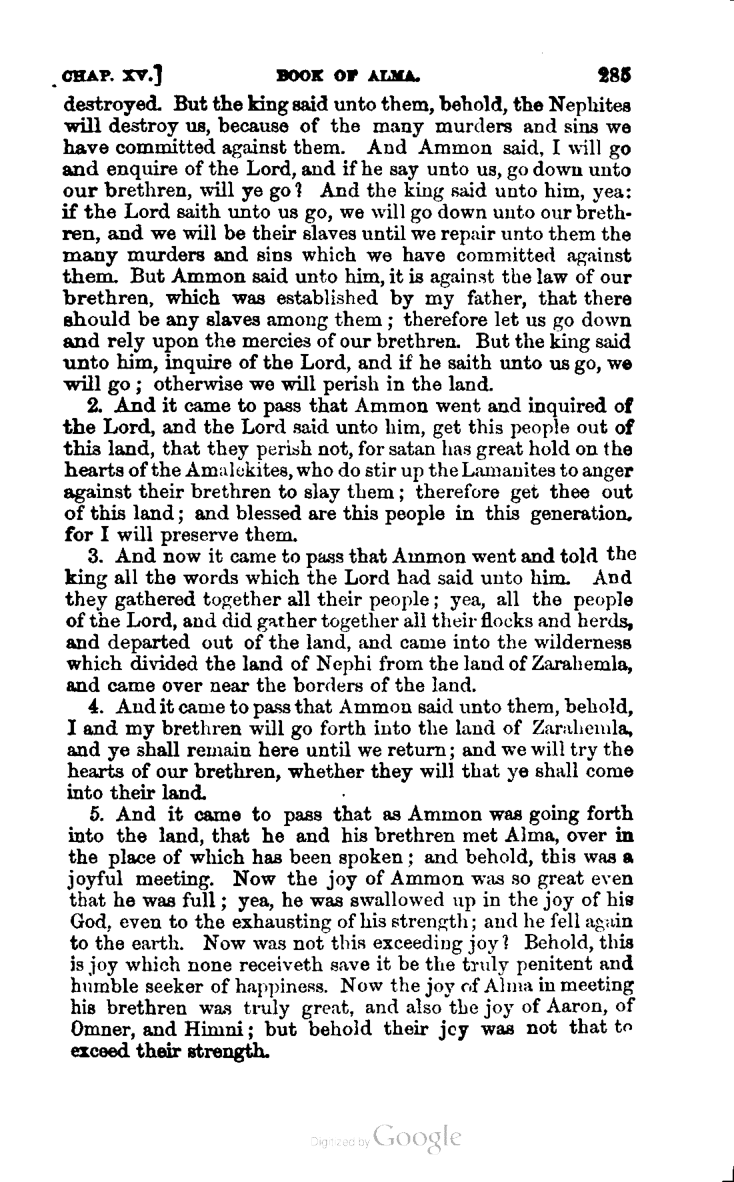 CHAP. XV.] BOOK OF ALMA. 285
destroyed. But the king said unto them, behold, the Nephites
will destroy us, because of the many murders and sins we
have committed against them. And Ammon said, I will go
and enquire of the Lord, and if he say unto us, go down unto
our brethren, will ye go? And the king said unto him, yea:
if the Lord saith unto us go, we will go down unto our breth-
ren, and we will be their slaves until we repair unto them the
many murders and sins which we have committed against
them. But Ammon said unto him, it is against the law of our
brethren, which was established by my father, that there
should be any slaves among them; therefore let us go down
and rely upon the mercies of our brethren. But the king said
unto him, inquire of the Lord, and if he saith unto us go, we
will go; otherwise we will perish in the land.
2. And it came to pass that Ammon went and inquired of
the Lord, and the Lord said unto him, get this people out of
this land, that they perish not, for satan has great hold on the
hearts of the Amalekites, who do stir up the Lamanites to anger
against their brethren to slay them; therefore get thee out
of this land; and blessed are this people in this generation.
for I will preserve them.
3. And now it came to pass that Ammon went and told the
king all the words which the Lord had said unto him. And
they gathered together all their people; yea, all the people
of the Lord, and did gather together all their flocks and herds,
and departed out of the land, and came into the wilderness
which divided the land of Nephi from the land of Zarahemla,
and came over near the borders of the land.
4. And it came to pass that Ammon said unto them, behold,
I and my brethren will go forth into the land of Zarahemla,
and ye shall remain here until we return; and we will try the
hearts of our brethren, whether they will that ye shall come
into their land.
5. And it came to pass that as Ammon was going forth
into the land, that he and his brethren met Alma, over in
the place of which has been spoken; and behold, this was a
joyful meeting. Now the joy of Ammon was so great even
that he was full; yea, he was swallowed up in the joy of his
God, even to the exhausting of his strength; and he fell again
to the earth. Now was not this exceeding joy? Behold, this
is joy which none receiveth save it be the truly penitent and
humble seeker of happiness. Now the joy of Alma in meeting
his brethren was truly great, and also the joy of Aaron, of
Omner, and Himni; but behold their joy was not that to
exceed their strength.
Digitized by Google